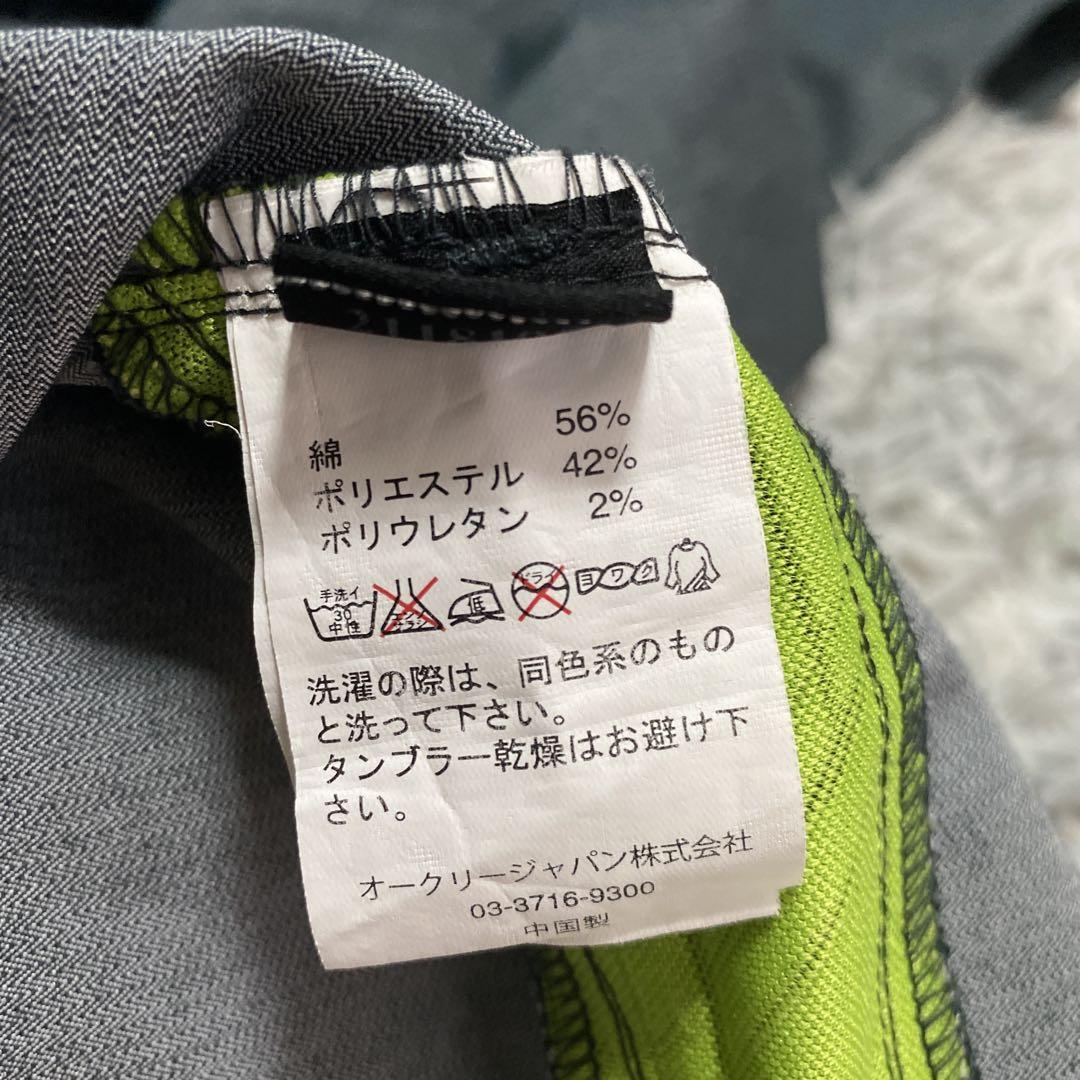 綿 56%
ポリエステル 42%
ポリウレタン 2%
手洗イ 30 中性
低
ドライ
ヨワク
洗濯の際は、同色系のもの
と洗って下さい。
タンブラー乾燥はお避け下
さい。
オークリージャパン株式会社
03-3716-9300
中国製